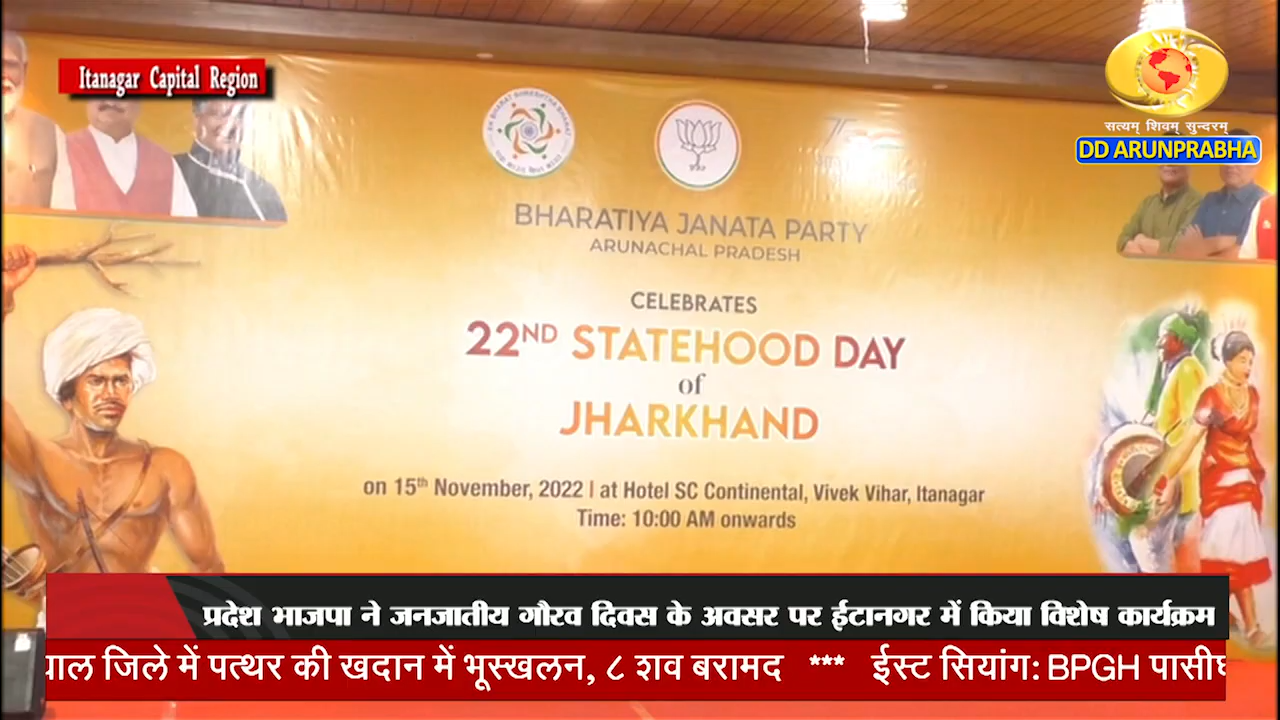 Itanagar Capital Region
सत्यम् शिवम् सुन्दरम्
DD ARUNPRABHA
BHARATIYA JANATA PARTY
ARUNACHAL PRADESH
CELEBRATES
22ND STATEHOOD DAY
of
JHARKHAND
on 15th November, 2022 | at Hotel SC Continental, Vivek Vihar, Itanagar
Time: 10:00 AM onwards
प्रदेश भाजपा ने जनजातीय गौरव दिवस के अवसर पर ईटानगर में किया विशेष कार्यक्रम
जिले में पत्थर की खदान में भूस्खलन, ८ शव बरामद *** ईस्ट सियांग: BPGH